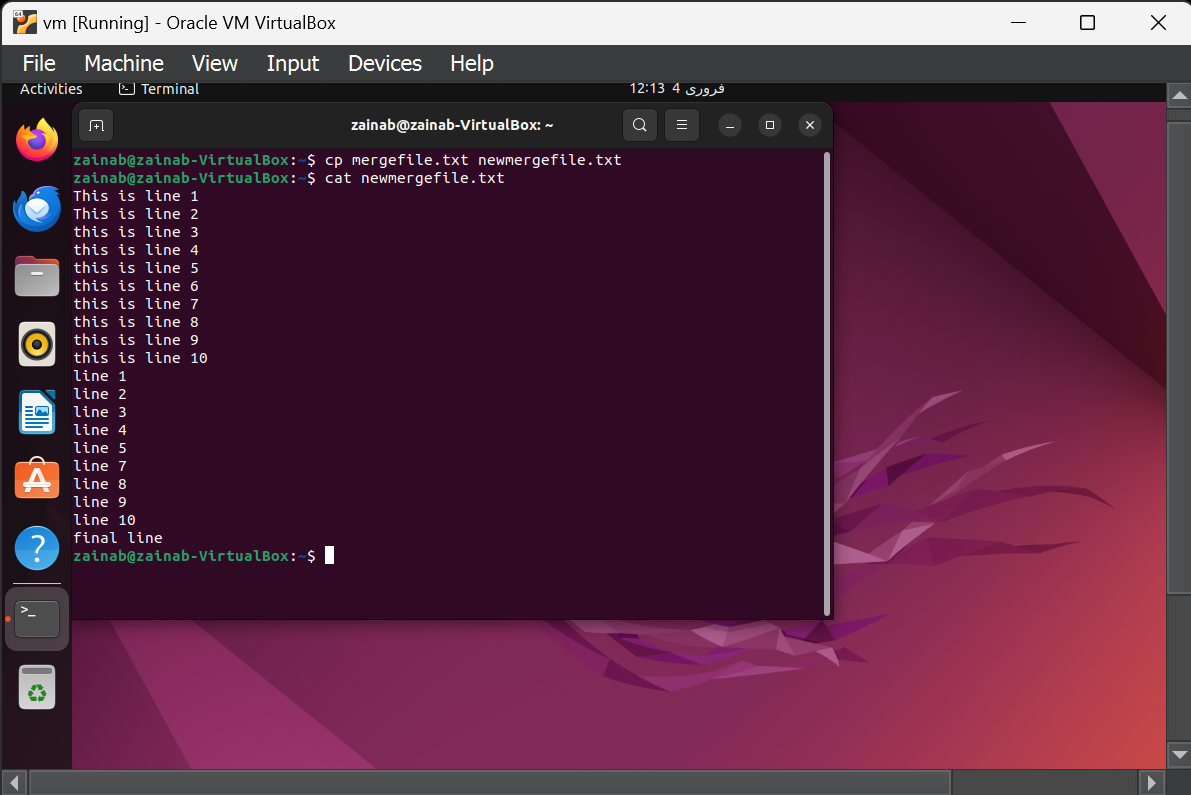 vm [Running] - Oracle VM VirtualBox
File Machine View Input Devices Help
Activities Terminal 12:13 4 فروری
zainab@zainab-VirtualBox: ~
zainab@zainab-VirtualBox:~$ cp mergefile.txt newmergefile.txt
zainab@zainab-VirtualBox:~$ cat newmergefile.txt
This is line 1
This is line 2
this is line 3
this is line 4
this is line 5
this is line 6
this is line 7
this is line 8
this is line 9
this is line 10
line 1
line 2
line 3
line 4
line 5
line 7
line 8
line 9
line 10
final line
zainab@zainab-VirtualBox:~$